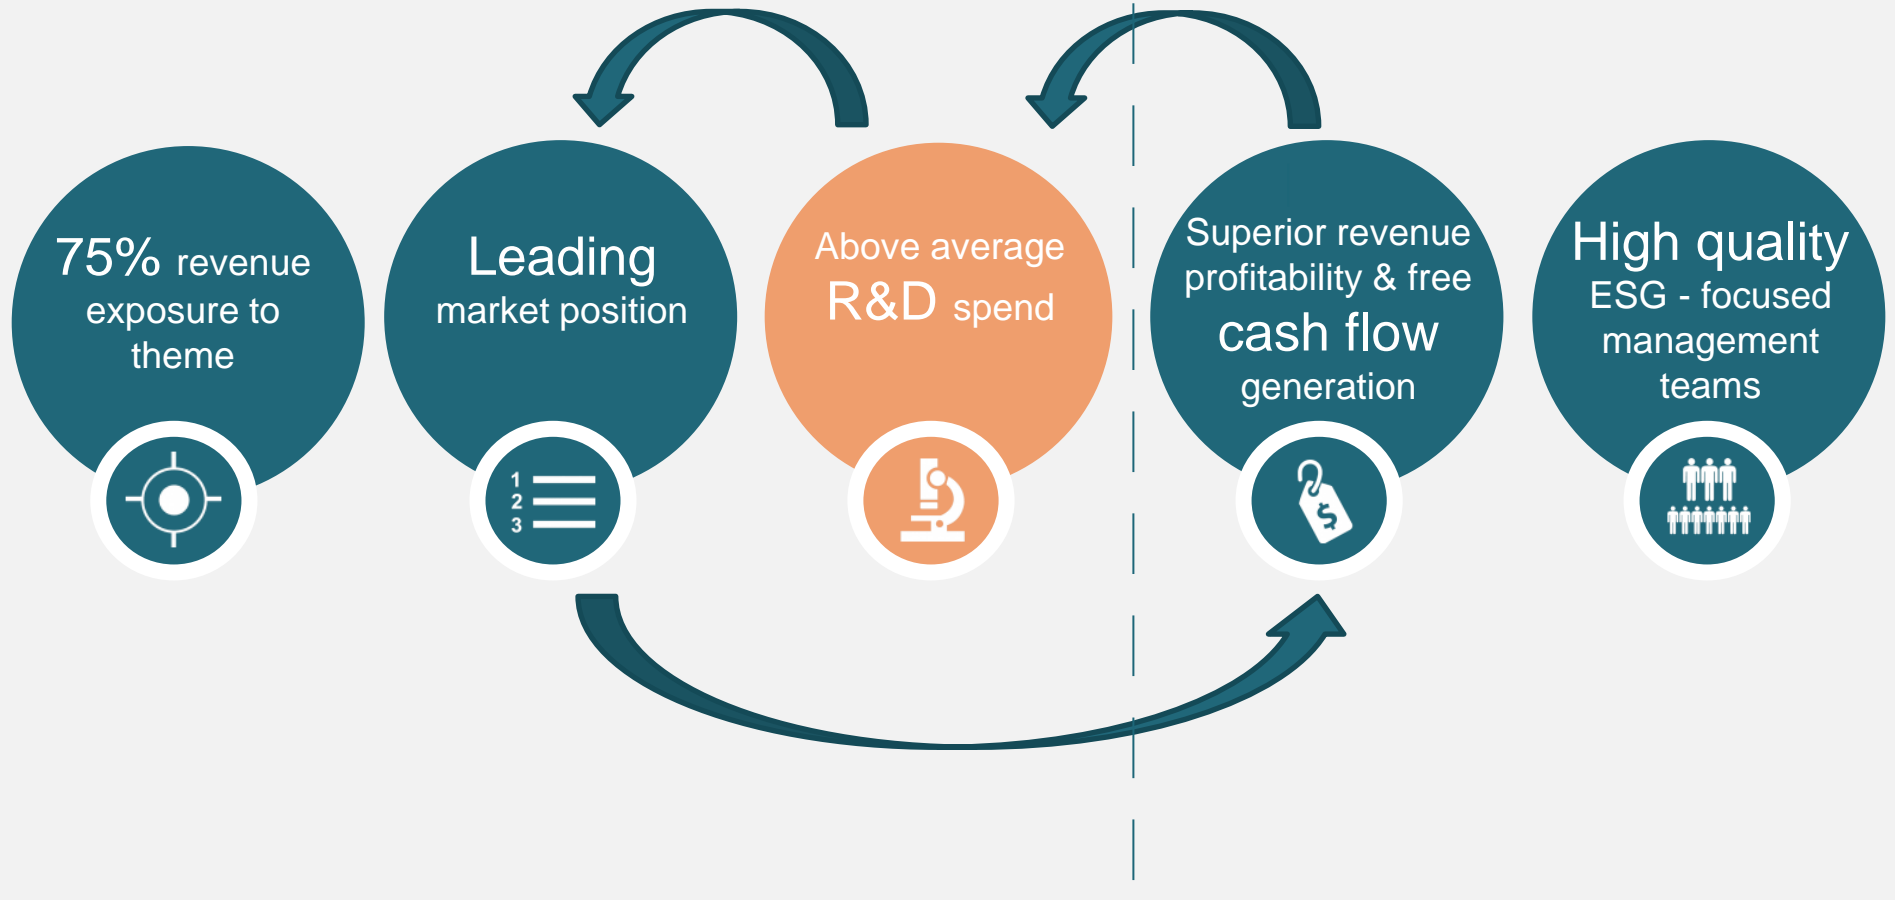 75% revenue
exposure to
theme
Leading
market position
Above average
R&D spend
Superior revenue
profitability & free
cash flow
generation
High quality
ESG - focused
management
teams
1
2
3
$